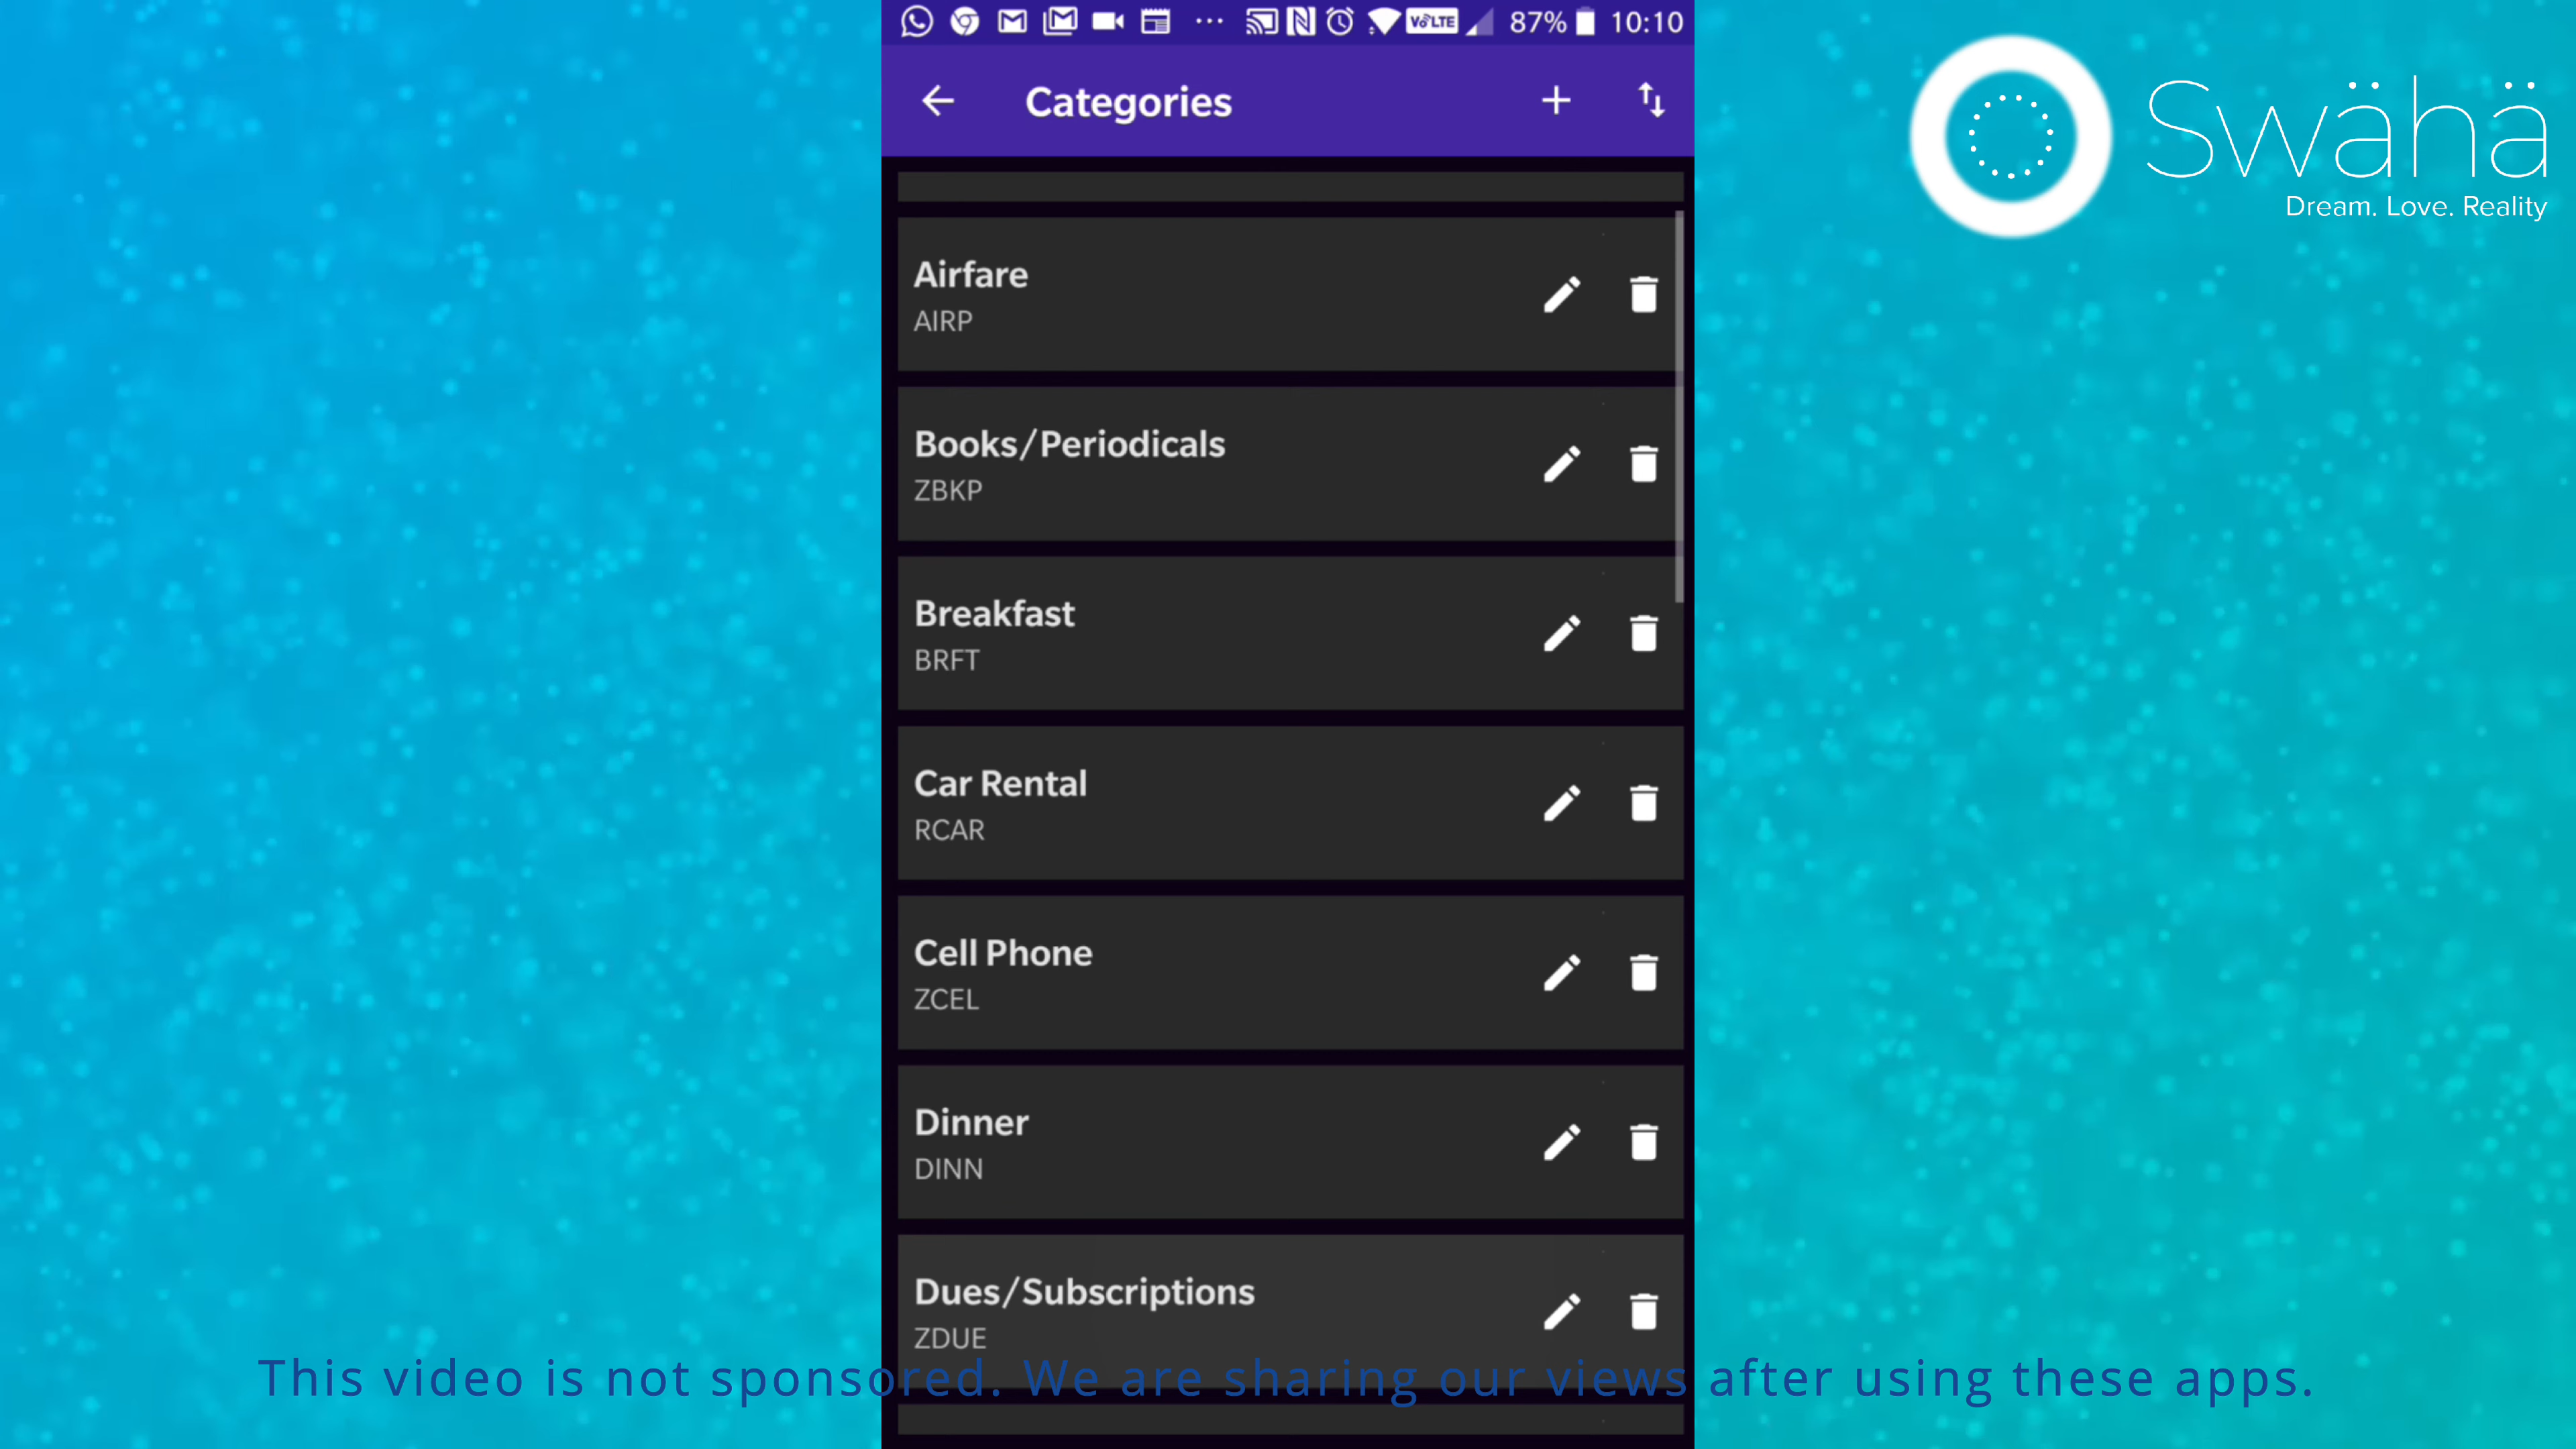 VoLTE 87% 10:10
Categories
Swähä
Dream. Love. Reality
Airfare
AIRP
Books/Periodicals
ZBKP
Breakfast
BRFT
Car Rental
RCAR
Cell Phone
ZCEL
Dinner
DINN
Dues/Subscriptions
ZDUE
This video is not sponsored. We are sharing our views after using these apps.